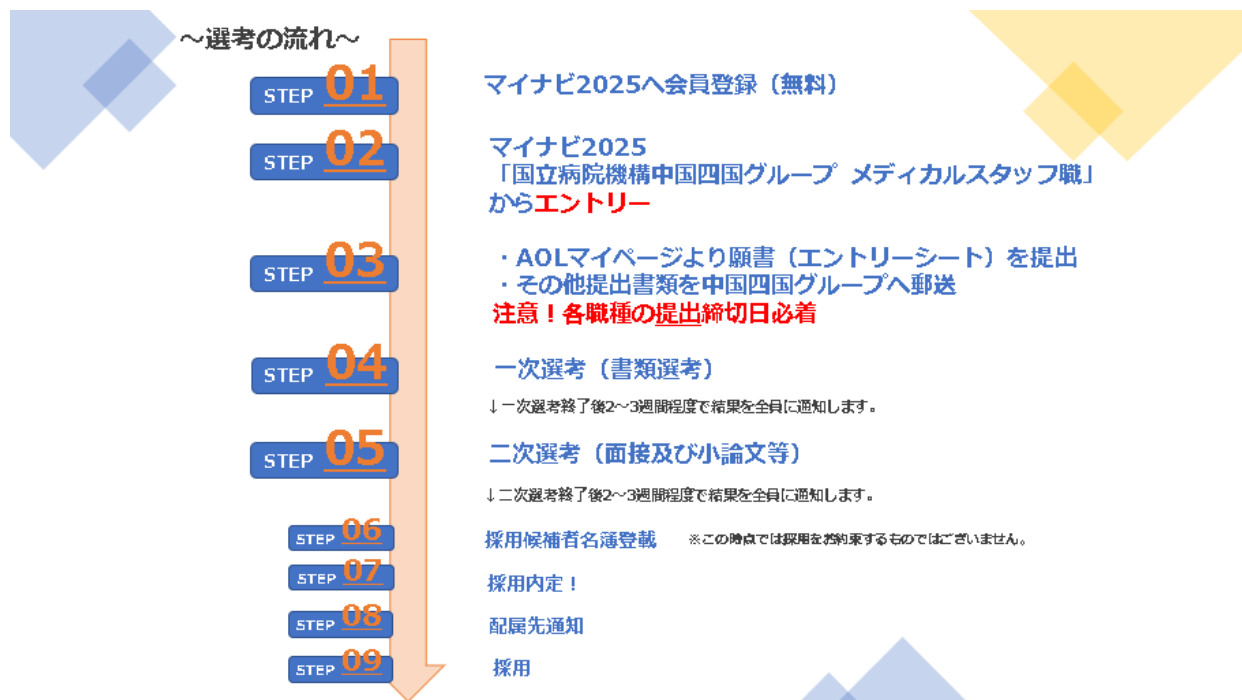 ～選考の流れ～
STEP 01
マイナビ2025へ会員登録（無料）
STEP 02
マイナビ2025
「国立病院機構中国四国グループ メディカルスタッフ職」
からエントリー
STEP 03
・AOLマイページより願書（エントリーシート）を提出
・その他提出書類を中国四国グループへ郵送
注意！各職種の提出締切日必着
STEP 04
一次選考（書類選考）
↓一次選考終了後2～3週間程度で結果を全員に通知します。
STEP 05
二次選考（面接及び小論文等）
↓二次選考終了後2～3週間程度で結果を全員に通知します。
STEP 06
採用候補者名簿登載 ※この時点では採用をお約束するものではございません。
STEP 07
採用内定！
STEP 08
配属先通知
STEP 09
採用